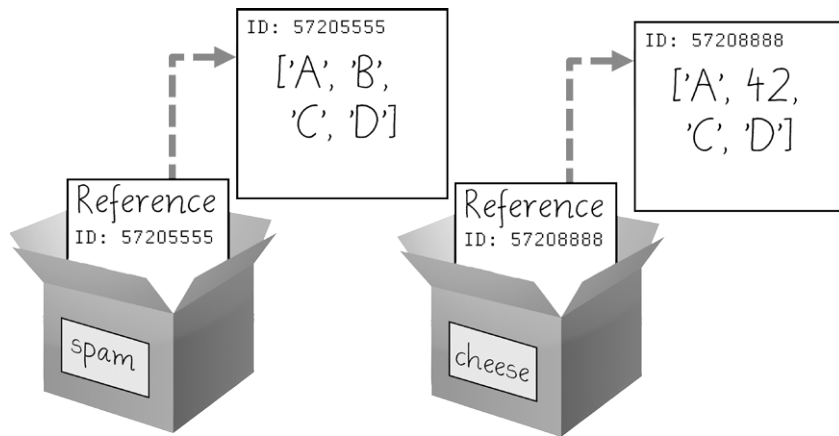 ID: 57205555
['A', 'B',
'C', 'D']
Reference
ID: 57205555
spam
ID: 57208888
['A', 42,
'C', 'D']
Reference
ID: 57208888
cheese